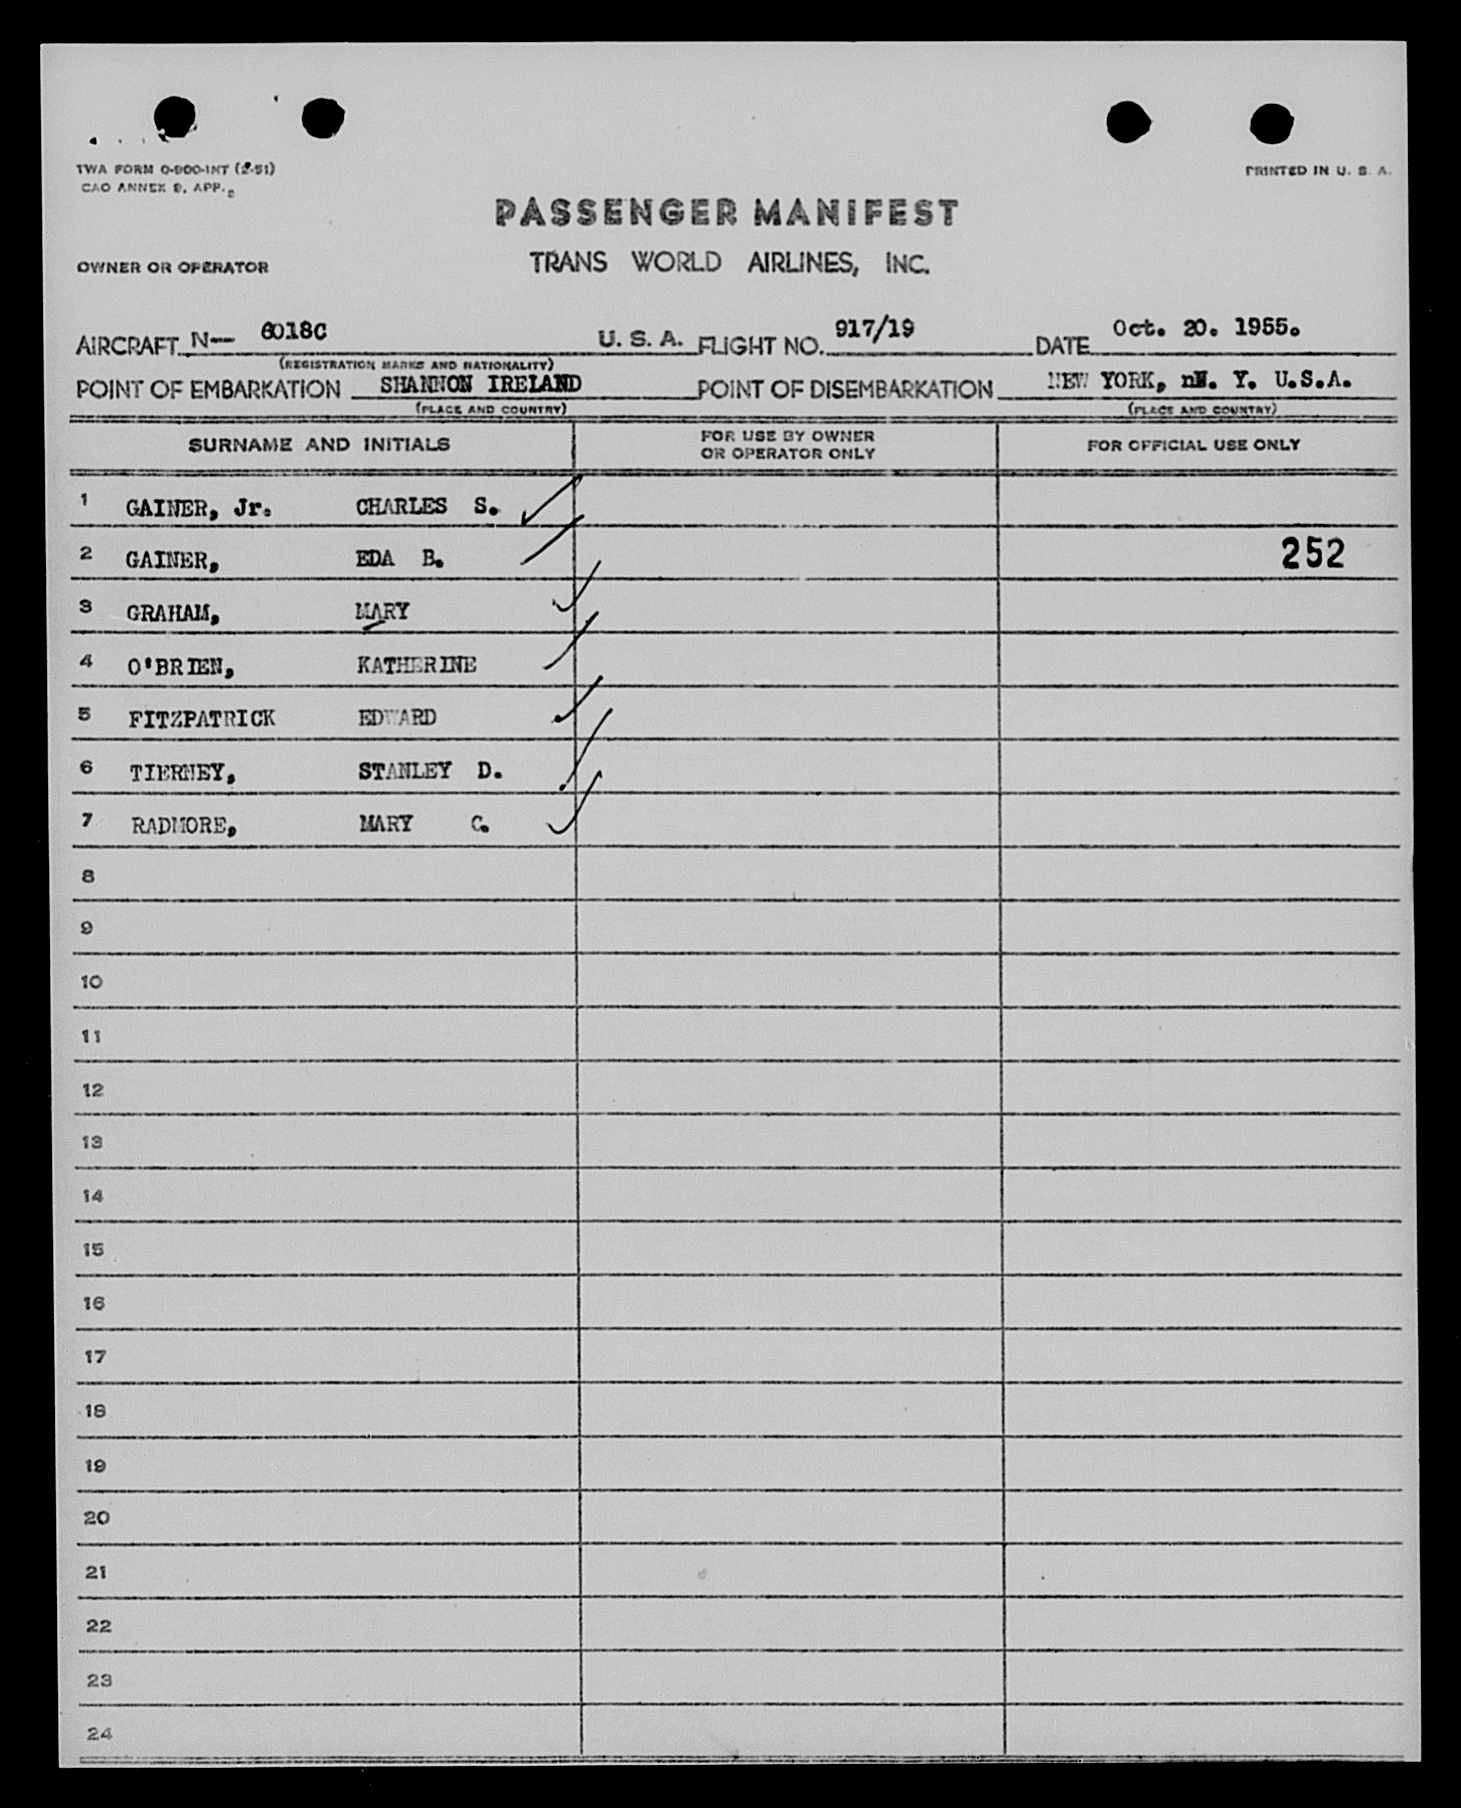 TWA FORM O-900-INT (2-51)
CAO ANNEX 9, APP. 2
PRINTED IN U. S. A.
PASSENGER MANIFEST
OWNER OR OPERATOR TRANS WORLD AIRLINES, INC.
AIRCRAFT N-- 6018C U. S. A. FLIGHT NO. 917/19 DATE Oct. 20. 1955.
(REGISTRATION MARKS AND NATIONALITY)
POINT OF EMBARKATION SHANNON IRELAND POINT OF DISEMBARKATION NEW YORK, nN. Y. U.S.A.
(PLACE AND COUNTRY) (PLACE AND COUNTRY)
SURNAME AND INITIALS FOR USE BY OWNER OR OPERATOR ONLY FOR OFFICIAL USE ONLY
1 GAINER, Jr. CHARLES S.
2 GAINER, EDA B. 252
3 GRAHAM, MARY
4 O'BRIEN, KATHERINE
5 FITZPATRICK EDWARD
6 TIERNEY, STANLEY D.
7 RADMORE, MARY C.
8
9
10
11
12
13
14
15
16
17
18
19
20
21
22
23
24